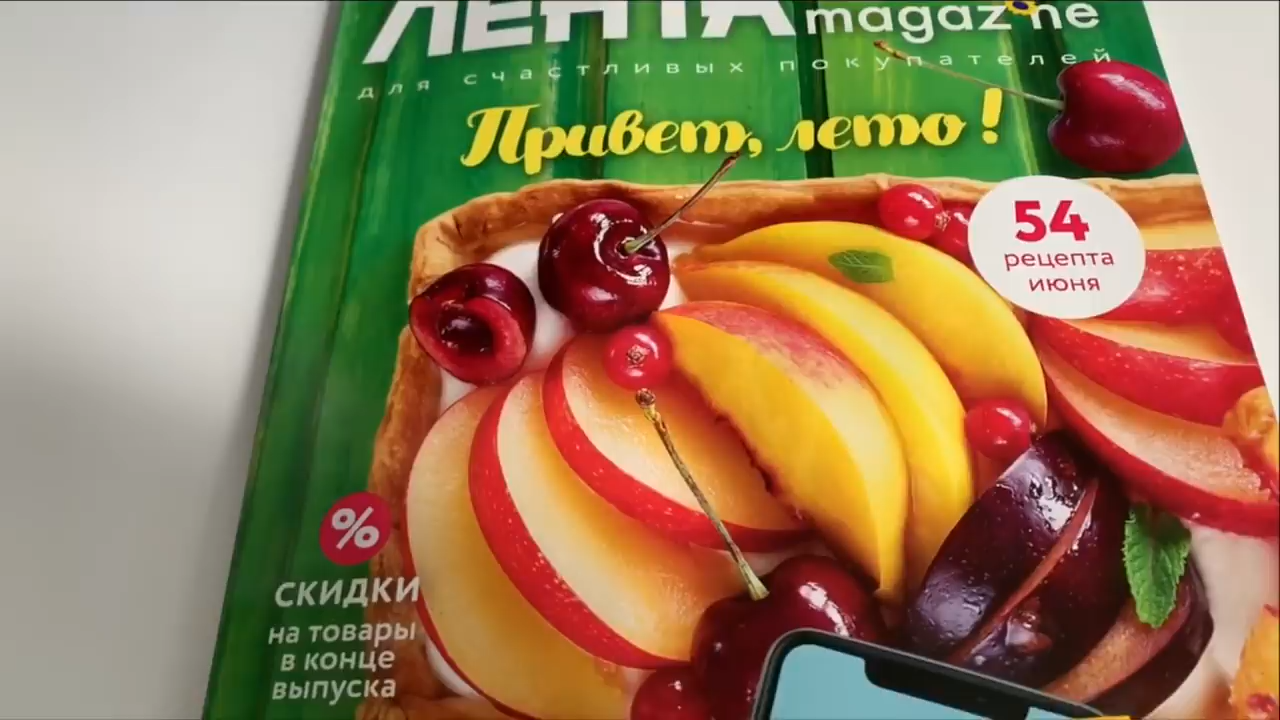 ЛЕНТА magazine
для счастливых покупателей
Привет, лето!
54
рецепта
июня
%
СКИДКИ
на товары
в конце
выпуска